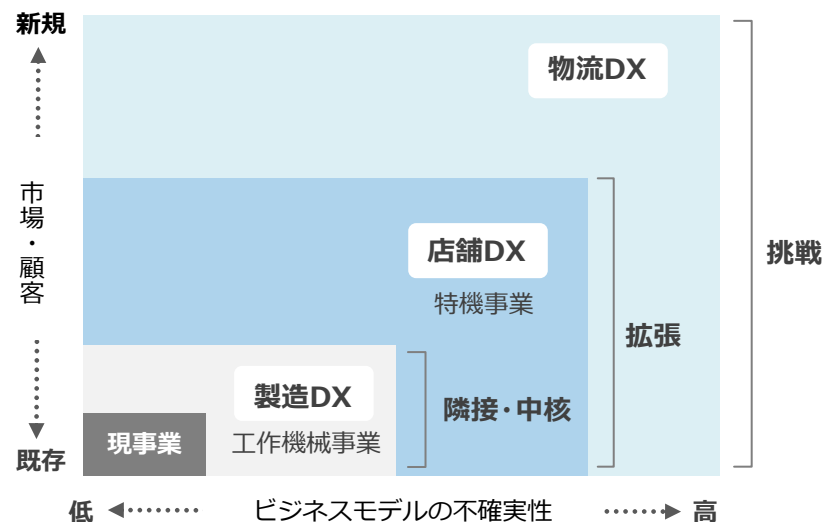 新規
物流DX
市場・顧客
店舗DX
特機事業
挑戦
拡張
製造DX
隣接・中核
現事業
工作機械事業
既存
低
ビジネスモデルの不確実性
高